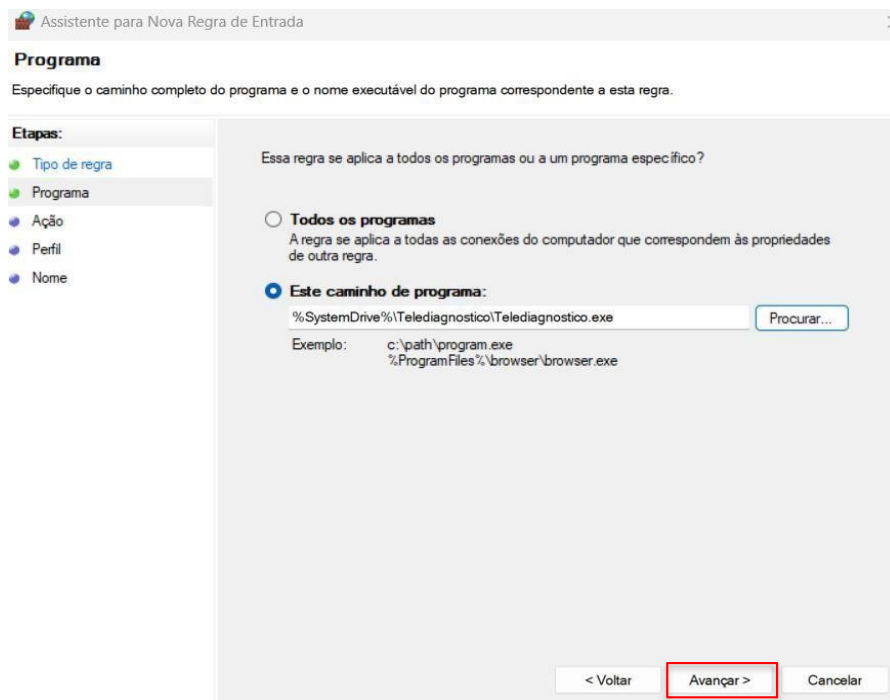 Assistente para Nova Regra de Entrada
Programa
Especifique o caminho completo do programa e o nome executável do programa correspondente a esta regra.
Etapas:
Tipo de regra
Programa
Ação
Perfil
Nome
Essa regra se aplica a todos os programas ou a um programa específico?
Todos os programas
A regra se aplica a todas as conexões do computador que correspondem às propriedades
de outra regra.
Este caminho de programa:
%SystemDrive%\Telediagnostico\Telediagnostico.exe
Procurar...
Exemplo: c:\path\program.exe
%ProgramFiles%\browser\browser.exe
< Voltar
Avançar >
Cancelar